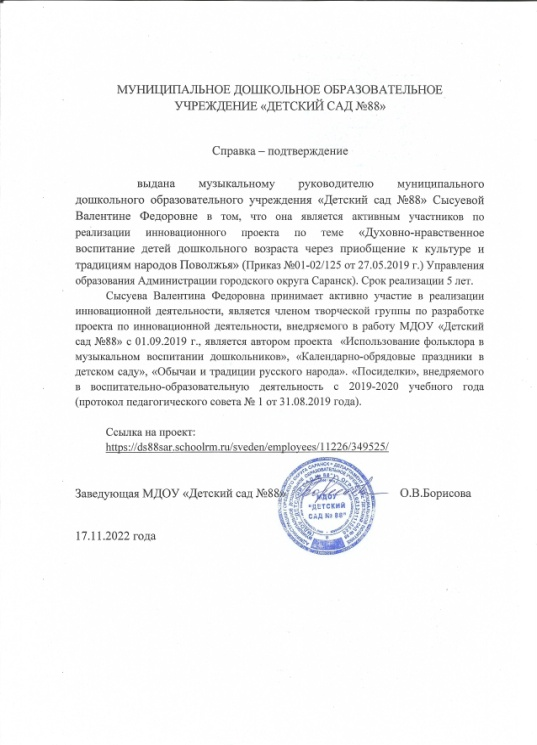 МУНИЦИПАЛЬНОЕ ДОШКОЛЬНОЕ ОБРАЗОВАТЕЛЬНОЕ
УЧРЕЖДЕНИЕ «ДЕТСКИЙ САД №88»
Справка – подтверждение
выдана музыкальному руководителю муниципального
дошкольного образовательного учреждения «Детский сад №88» Сысуевой
Валентине Федоровне в том, что она является активным участников по
реализации инновационного проекта по теме «Духовно-нравственное
воспитание детей дошкольного возраста через приобщение к культуре и
традициям народов Поволжья» (Приказ №01-02/125 от 27.05.2019 г.) Управления
образования Администрации городского округа Саранск). Срок реализации 5 лет.
Сысуева Валентина Федоровна принимает активно участие в реализации
инновационной деятельности, является членом творческой группы по разработке
проекта по инновационной деятельности, внедряемого в работу МДОУ «Детский
сад №88» с 01.09.2019 г., является автором проекта «Использование фольклора в
музыкальном воспитании дошкольников», «Календарно-обрядовые праздники в
детском саду», «Обычаи и традиции русского народа». «Посиделки», внедряемого
в воспитательно-образовательную деятельность с 2019-2020 учебного года
(протокол педагогического совета № 1 от 31.08.2019 года).
Ссылка на проект:
https://ds88sar.schoolrm.ru/sveden/employees/11226/349525/
Заведующая МДОУ «Детский сад №88» О.В.Борисова
МДОУ
"ДЕТСКИЙ
САД № 88"
17.11.2022 года